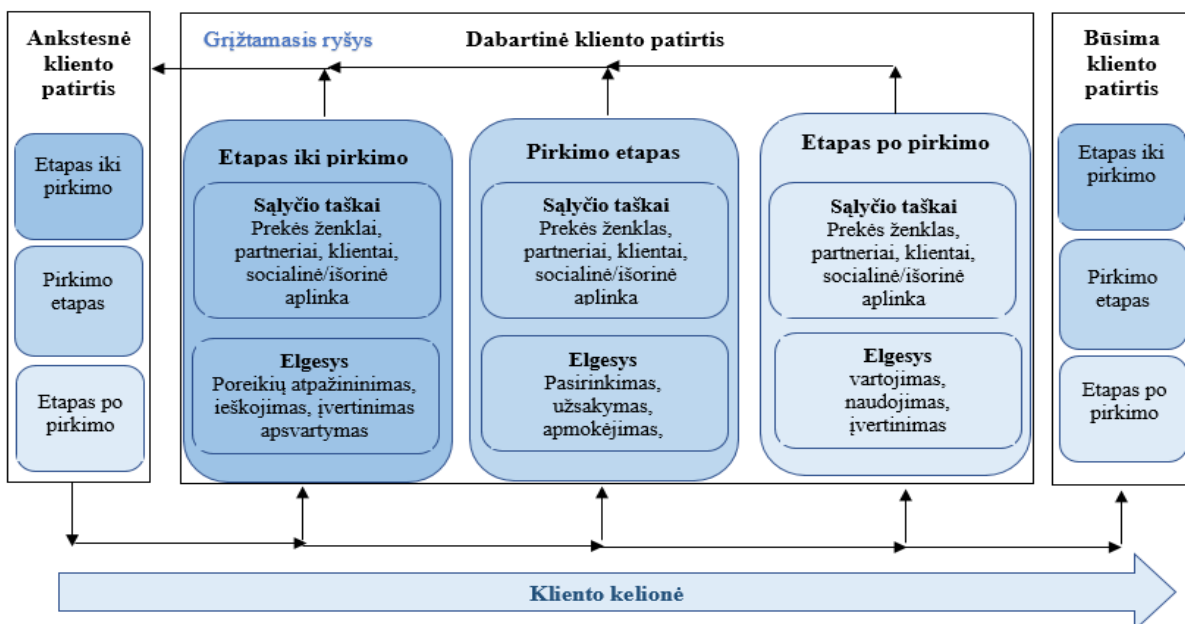 Ankstesnė
kliento
patirtis
Etapas iki
pirkimo
Pirkimo
etapas
Etapas po
pirkimo
Grįžtamasis ryšys
Dabartinė kliento patirtis
Etapas iki pirkimo
Sąlyčio taškai
Prekės ženklai,
partneriai, klientai,
socialinė/išorinė
aplinka
Elgesys
Poreikių atpažininimas,
ieškojimas, įvertinimas
apsvartymas
Pirkimo etapas
Sąlyčio taškai
Prekės ženklas,
partneriai, klientai,
socialinė/išorinė
aplinka
Elgesys
Pasirinkimas,
užsakymas,
apmokėjimas,
Etapas po pirkimo
Sąlyčio taškai
Prekės ženklas,
partneriai, klientai,
socialinė/išorinė
aplinka
Elgesys
vartojimas,
naudojimas,
įvertinimas
Būsima
kliento
patirtis
Etapas iki
pirkimo
Pirkimo
etapas
Etapas po
pirkimo
Kliento kelionė